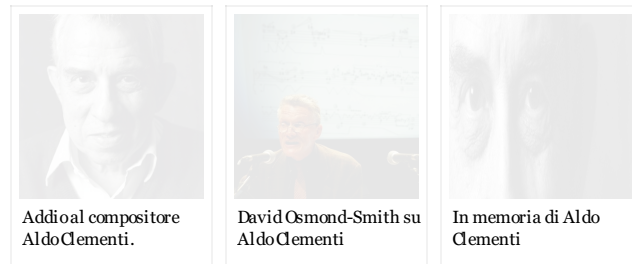 Addio al compositore
Aldo Clementi.
David Osmond-Smith su
Aldo Clementi
In memoria di Aldo
Clementi